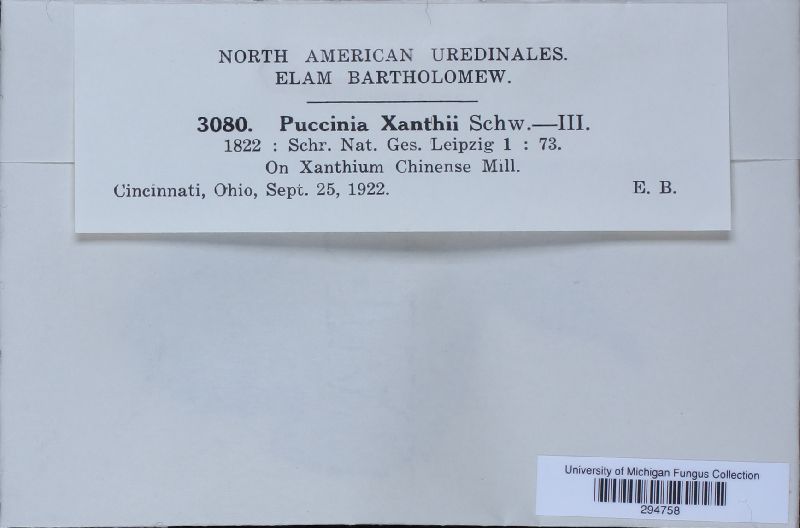 NORTH AMERICAN UREDINALES.
ELAM BARTHOLOMEW.
3080. Puccinia Xanthii Schw.—III.
1822 : Schr. Nat. Ges. Leipzig 1 : 73.
On Xanthium Chinense Mill.
Cincinnati, Ohio, Sept. 25, 1922. E. B.
University of Michigan Fungus Collection
294758